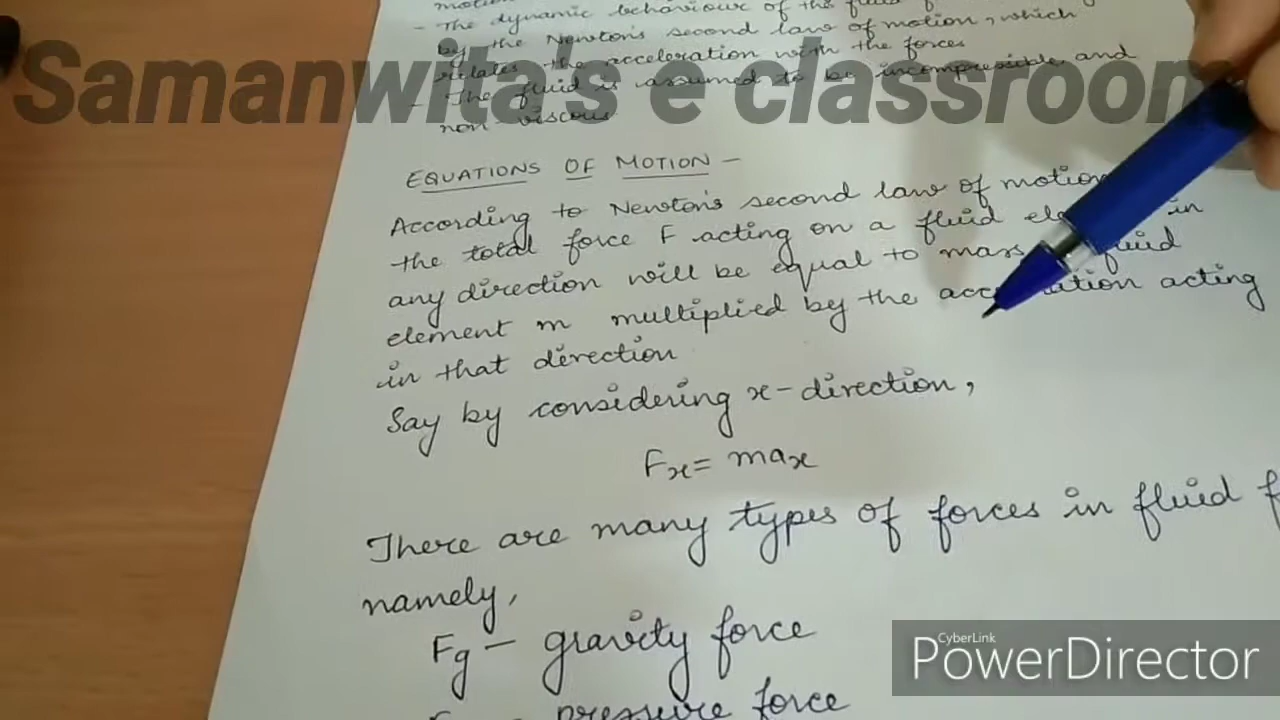 - The dynamic behaviour of the fluid
by the Newton's second law of motion, which
relates the acceleration with the forces
- The fluid is assumed to be incompressible and
non-viscous.
Samanwita's e classroom
EQUATIONS OF MOTION -
According to Newton's second law of motion
the total force F acting on a fluid in
any direction will be equal to mass fluid
element m multiplied by the acting
in that derection
Say by considering x-direction,
Fx = max
There are many types of forces in fluid f
namely,
Fg - gravity force
pressure force
CyberLink
PowerDirector